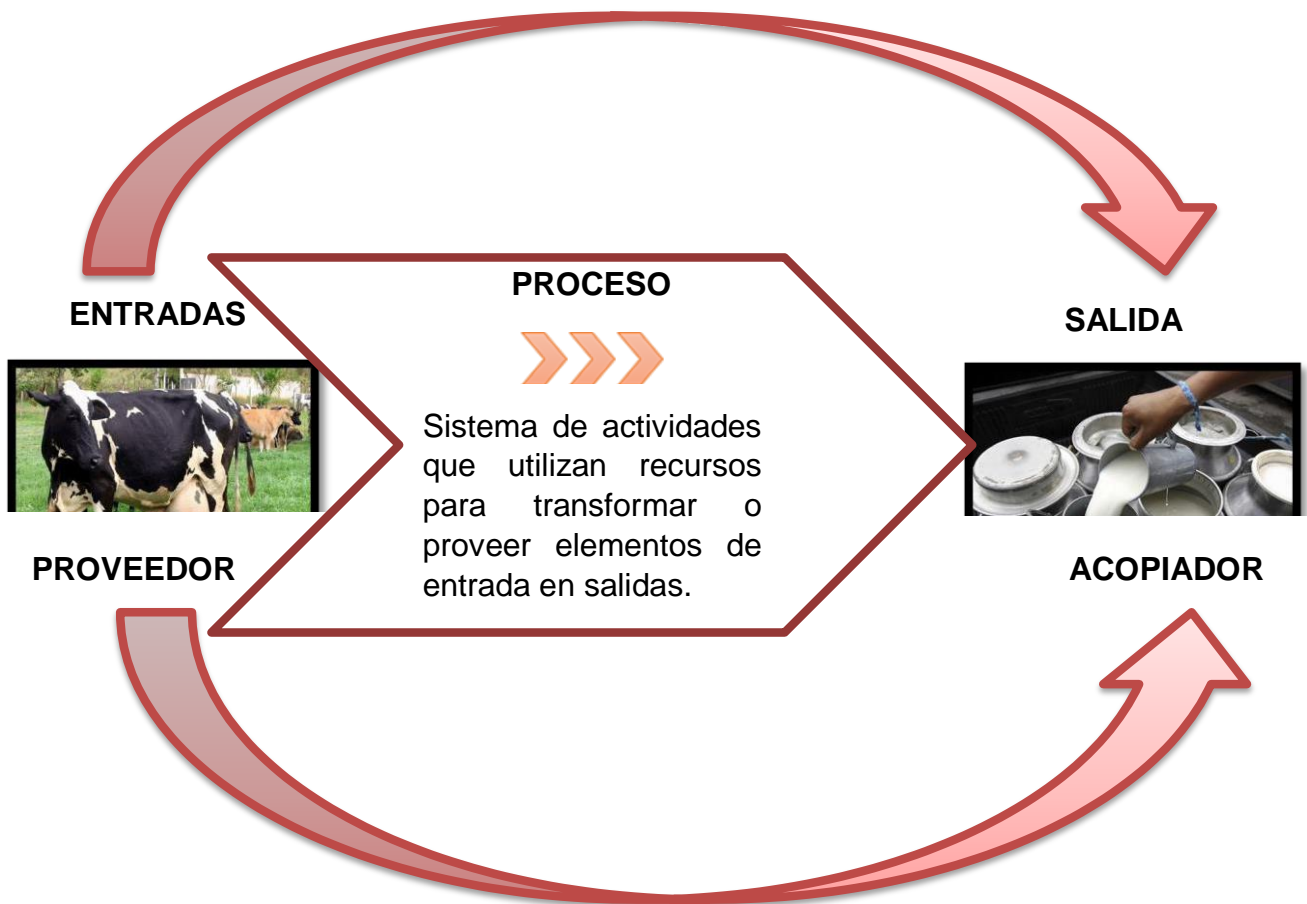 PROCESO
ENTRADAS
SALIDA
Sistema de actividades
que utilizan recursos
para transformar o
proveer elementos de
entrada en salidas.
PROVEEDOR
ACOPIADOR